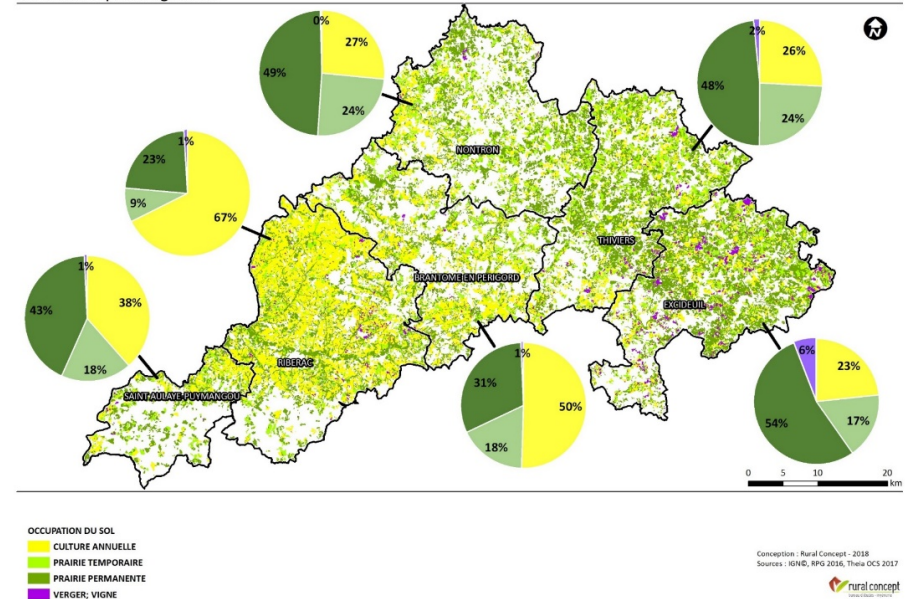 0%
27%
49%
24%
2%
26%
48%
24%
NONTRON
1%
23%
9%
67%
THIVIERS
BRANTOME EN PERIGORD
EXCIDEUIL
1%
38%
43%
18%
RIBERAC
SAINT AULAYE-PUYMANGOU
1%
31%
50%
18%
6%
23%
54%
17%
0 5 10 20
km
OCCUPATION DU SOL
CULTURE ANNUELLE
PRAIRIE TEMPORAIRE
PRAIRIE PERMANENTE
VERGER; VIGNE
Conception : Rural Concept - 2018
Sources : IGN©, RPG 2016, Theia OCS 2017
rural concept